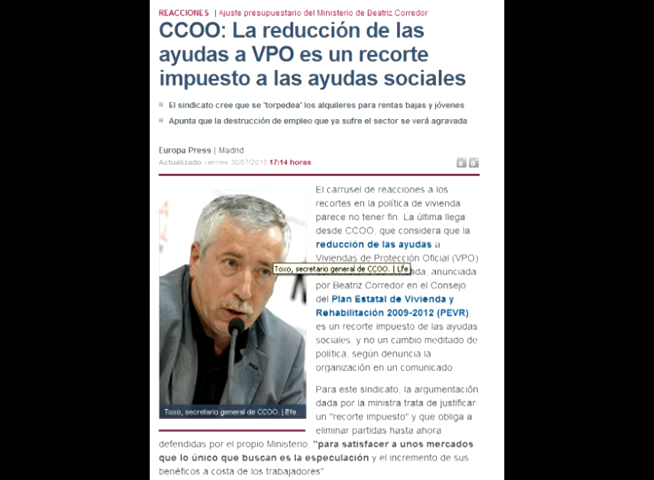 REACCIONES | Ajuste presupuestario del Ministerio de Beatriz Corredor
CCOO: La reducción de las
ayudas a VPO es un recorte
impuesto a las ayudas sociales
El sindicato cree que se 'torpedea' los alquileres para rentas bajas y jóvenes
Apunta que la destrucción de empleo que ya sufre el sector se verá agravada
Europa Press | Madrid
Actualizado viernes 30/07/2010 17:14 horas
El carrusel de reacciones a los
recortes en la política de vivienda
parece no tener fin. La última llega
desde CCOO, que considera que la
reducción de las ayudas a
Viviendas de Protección Oficial (VPO)
Toxo, secretario general de CCOO. | Efe
da, anunciada
por Beatriz Corredor en el Consejo
del Plan Estatal de Vivienda y
Rehabilitación 2009-2012 (PEVR),
es un recorte impuesto de las ayudas
sociales, y no un cambio meditado de
política, según denuncia la
organización en un comunicado.
Toxo, secretario general de CCOO. | Efe
Para este sindicato, la argumentación
dada por la ministra trata de justificar
un "recorte impuesto" y que obliga a
eliminar partidas hasta ahora
defendidas por el propio Ministerio, "para satisfacer a unos mercados
que lo único que buscan es la especulación y el incremento de sus
beneficios a costa de los trabajadores"